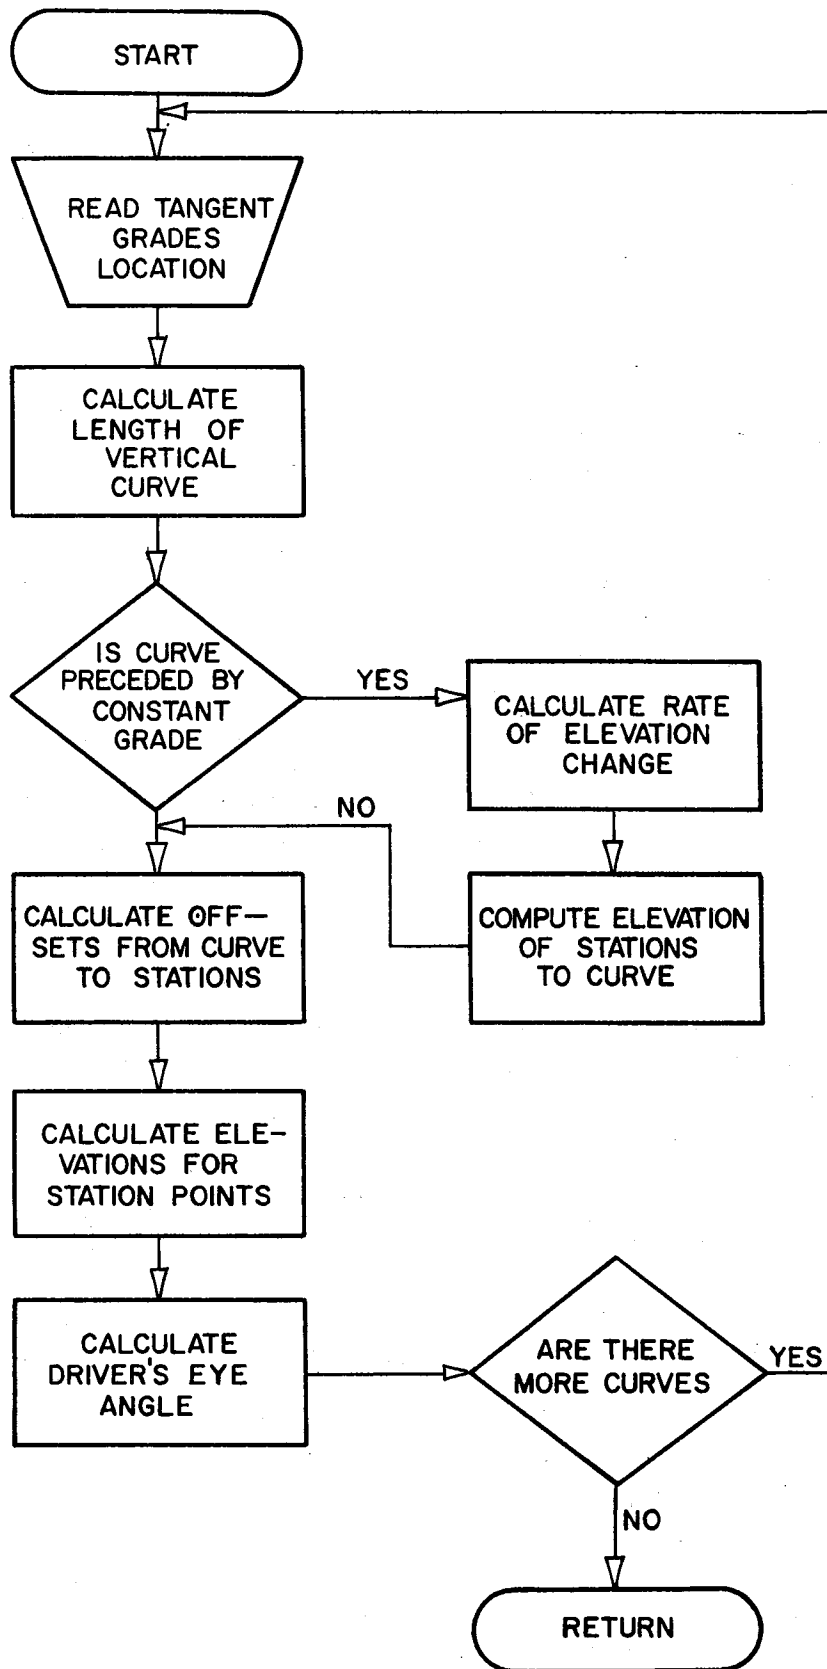 START
READ TANGENT
GRADES
LOCATION
CALCULATE
LENGTH OF
VERTICAL
CURVE
IS CURVE
PRECEDED BY
CONSTANT
GRADE
YES
CALCULATE RATE
OF ELEVATION
CHANGE
NO
COMPUTE ELEVATION
OF STATIONS
TO CURVE
CALCULATE OFF—
SETS FROM CURVE
TO STATIONS
CALCULATE ELE—
VATIONS FOR
STATION POINTS
CALCULATE
DRIVER'S EYE
ANGLE
ARE THERE
MORE CURVES
YES
NO
RETURN